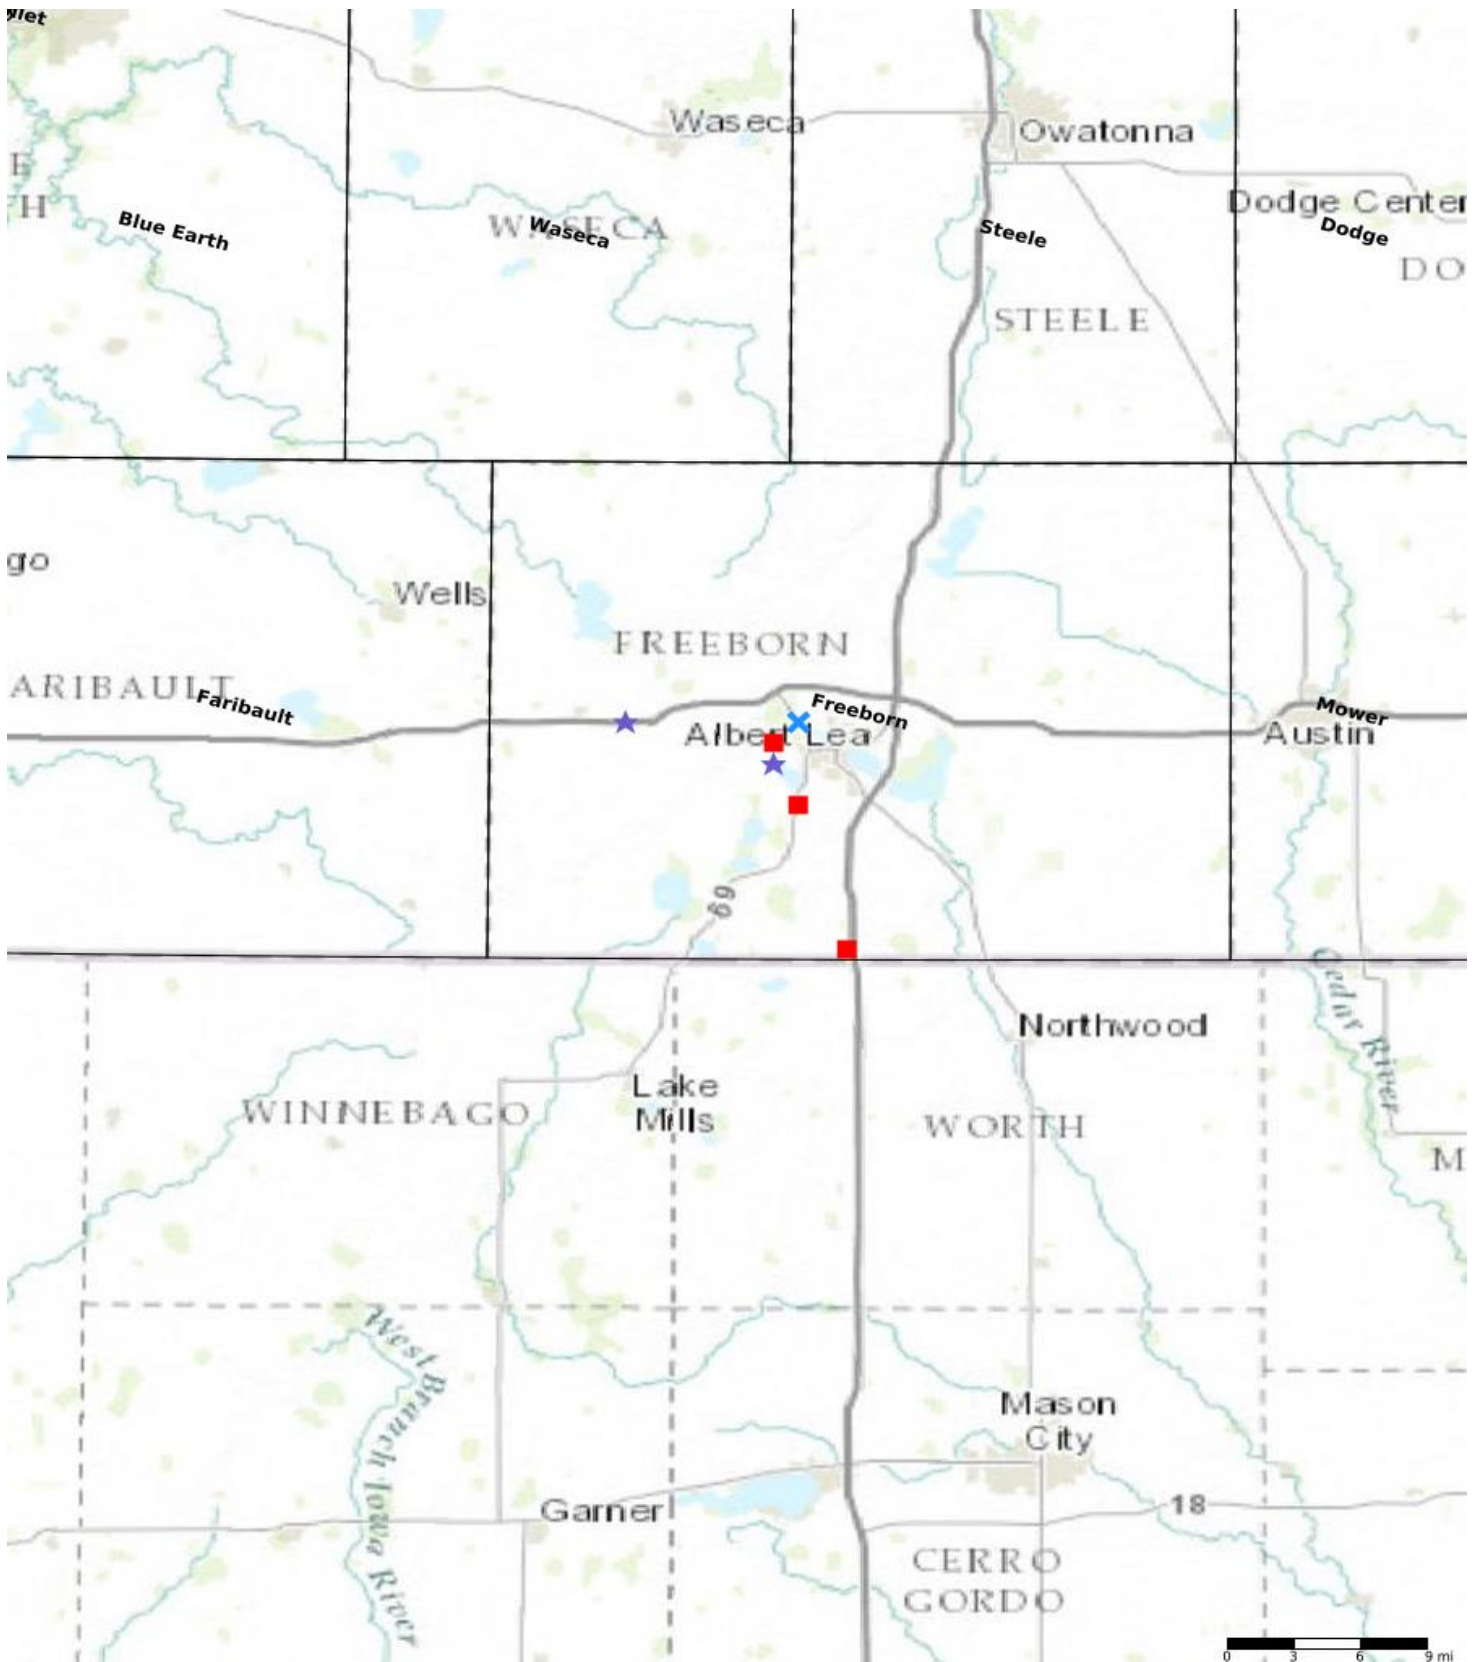 Waseca
Owatonna
Dodge Center
Blue Earth
WASECA
Waseca
Steele
Dodge
DO
STEELE
go
Wells
FREEBORN
ARIBAULT
Faribault
Freeborn
Mower
Albert Lea
Austin
69
Cedar River
Northwood
Lake
Mills
WINNEBAGO
WORTH
M
West Branch Iowa River
Mason
City
Garner
18
CERRO
GORDO
0 3 6 9 mi